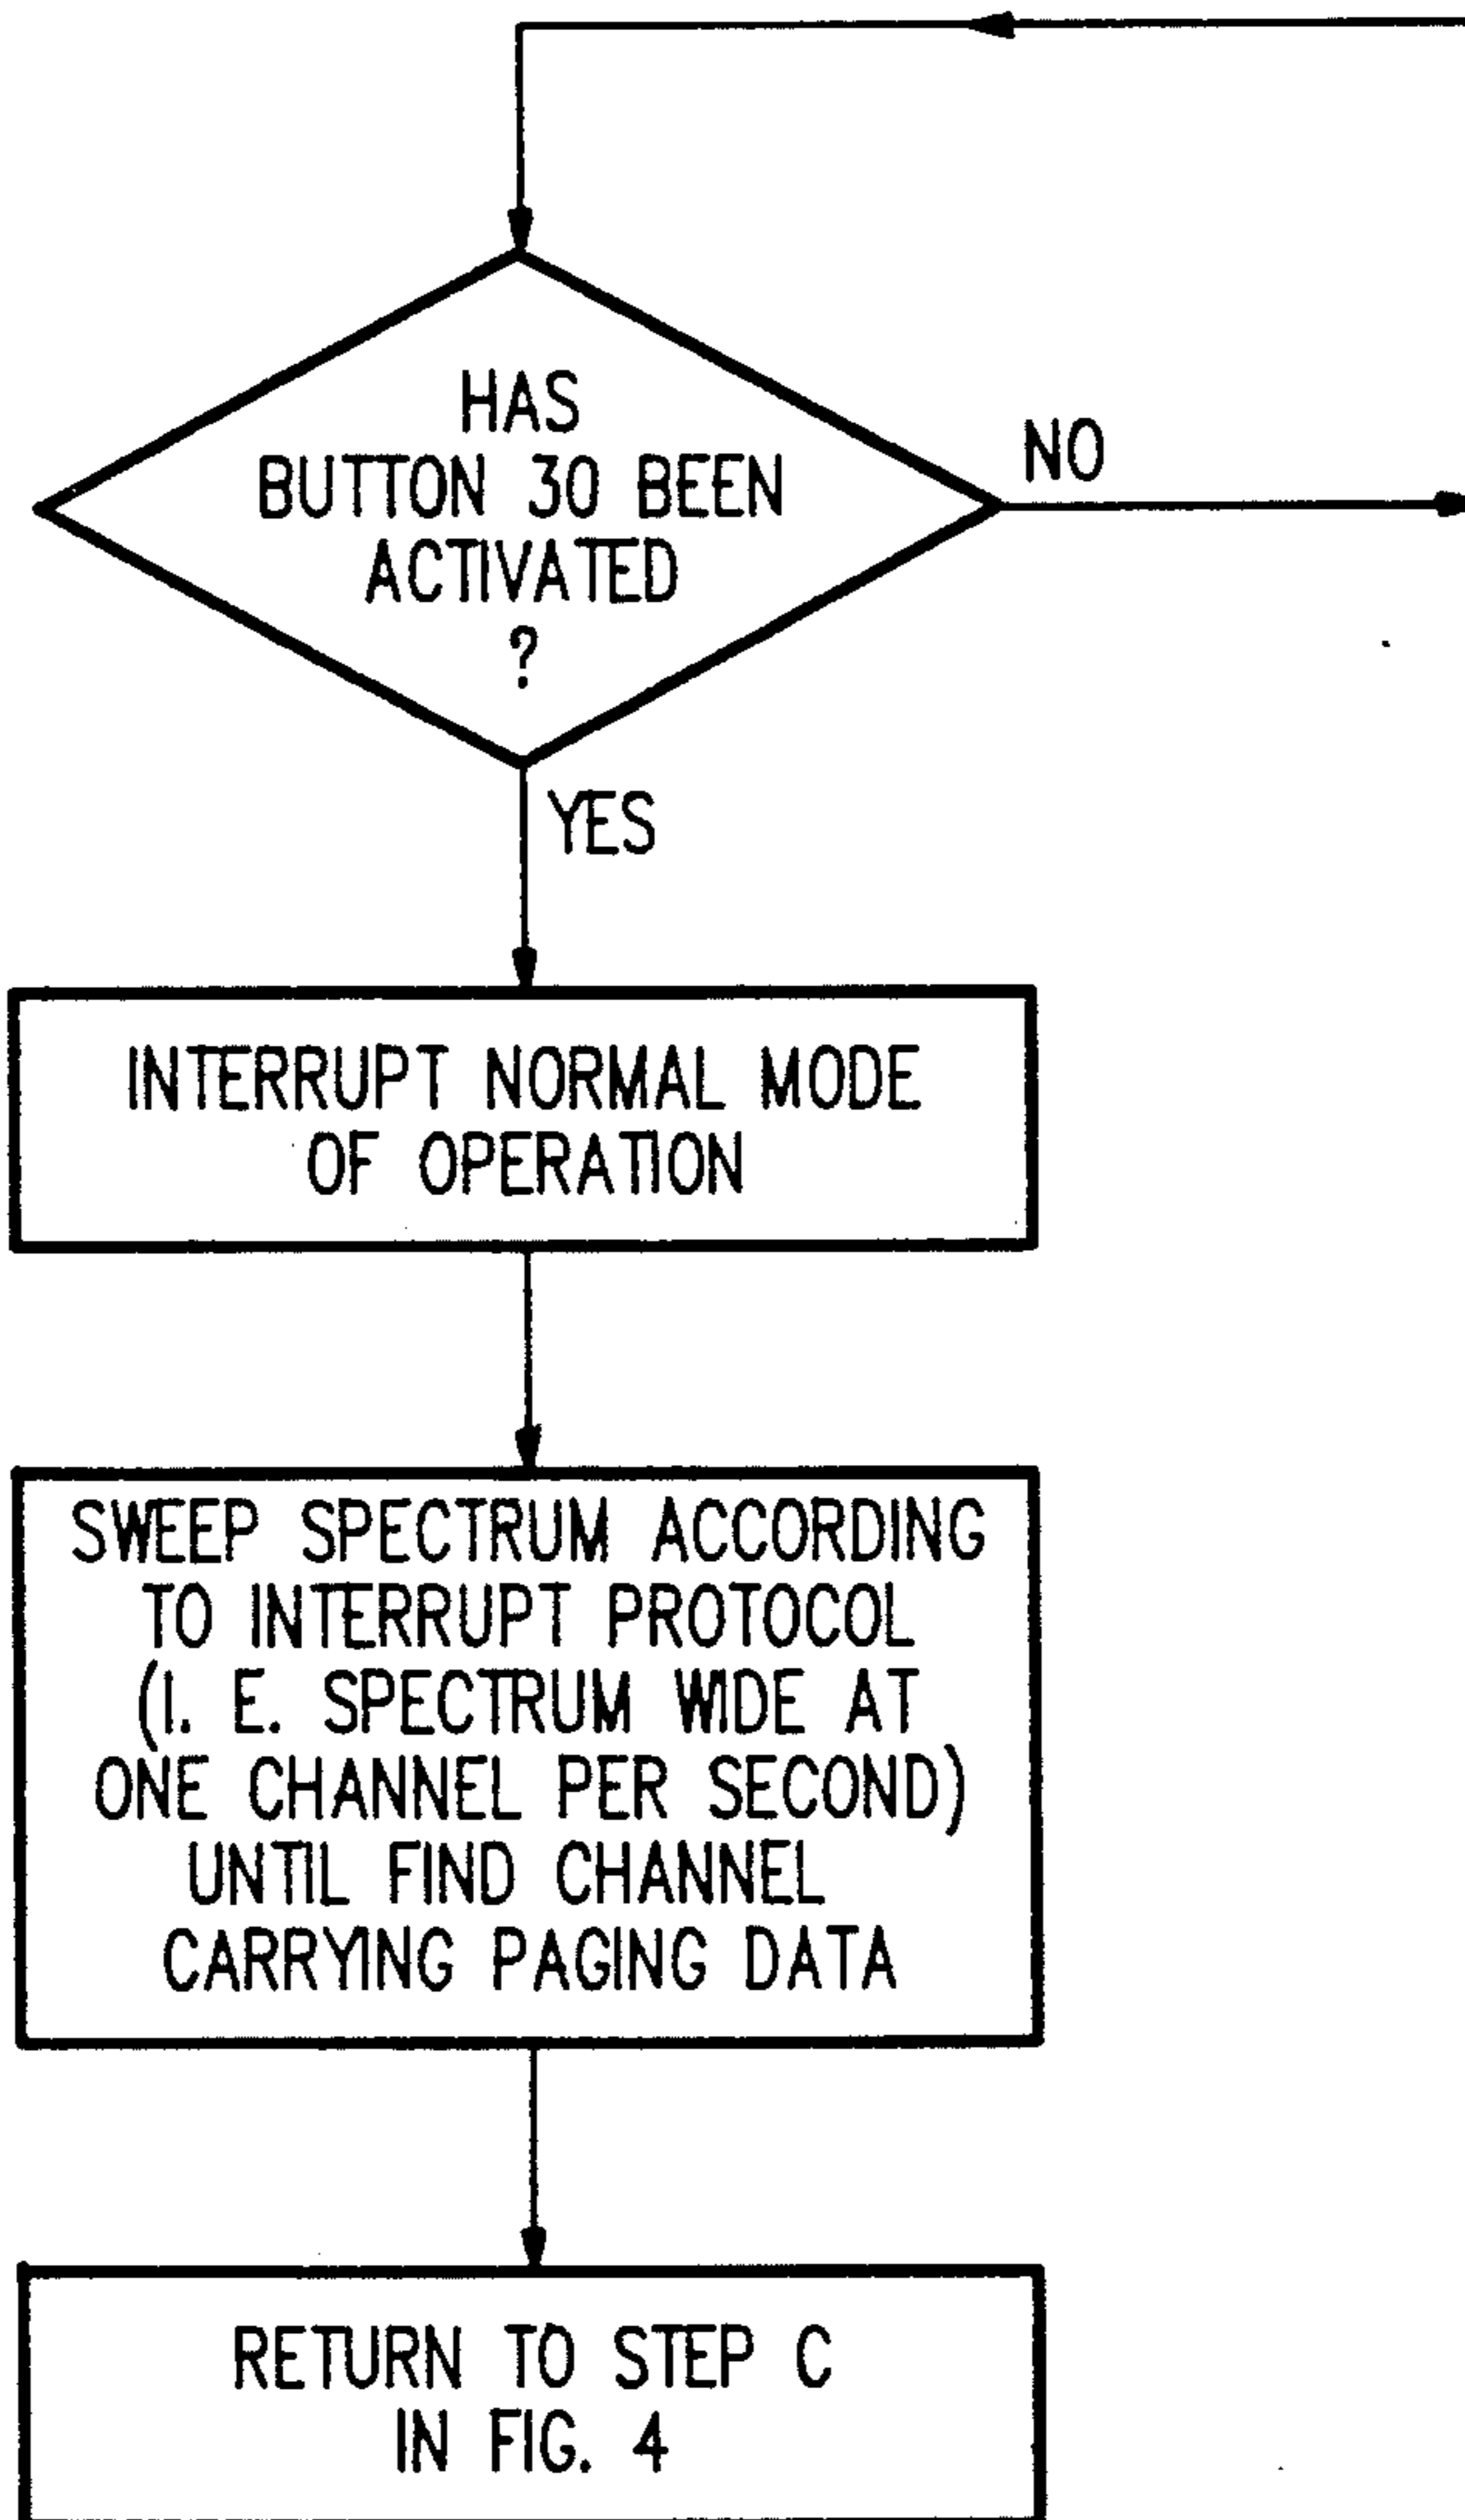 HAS
BUTTON 30 BEEN
ACTIVATED
?
NO
YES
INTERRUPT NORMAL MODE
OF OPERATION
SWEEP SPECTRUM ACCORDING
TO INTERRUPT PROTOCOL
(I. E. SPECTRUM WIDE AT
ONE CHANNEL PER SECOND)
UNTIL FIND CHANNEL
CARRYING PAGING DATA
RETURN TO STEP C
IN FIG. 4